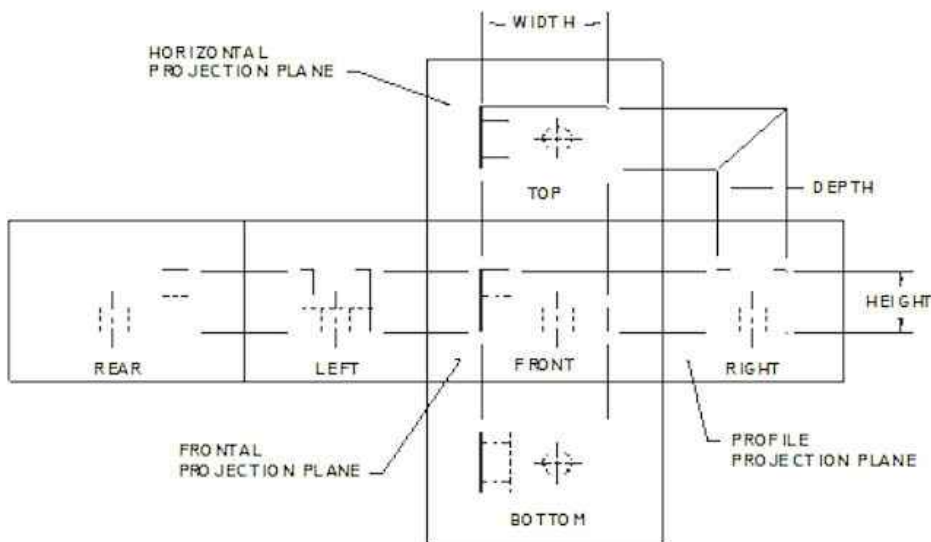 WIDTH
HORIZONTAL
PROJECTION PLANE
TOP
DEPTH
HEIGHT
REAR
LEFT
FRONT
RIGHT
FRONTAL
PROJECTION PLANE
PROFILE
PROJECTION PLANE
BOTTOM